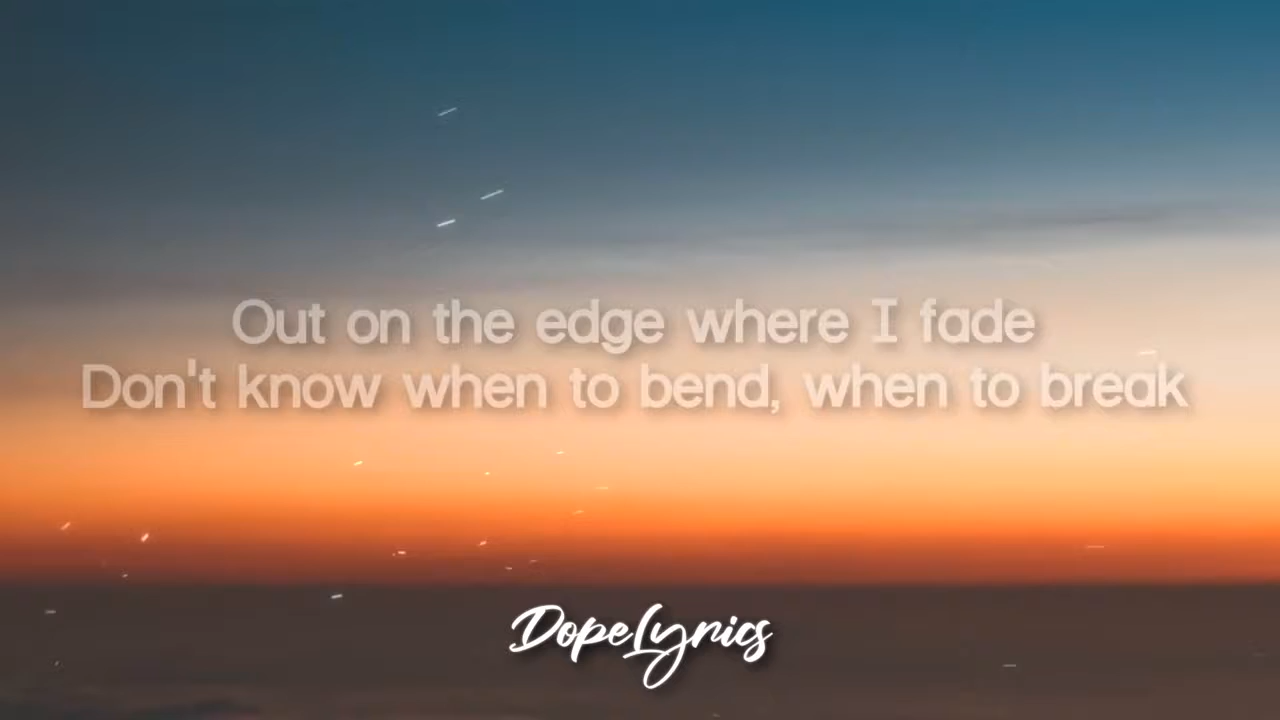 Out on the edge where I fade
Don't know when to bend, when to break
DopeLyrics